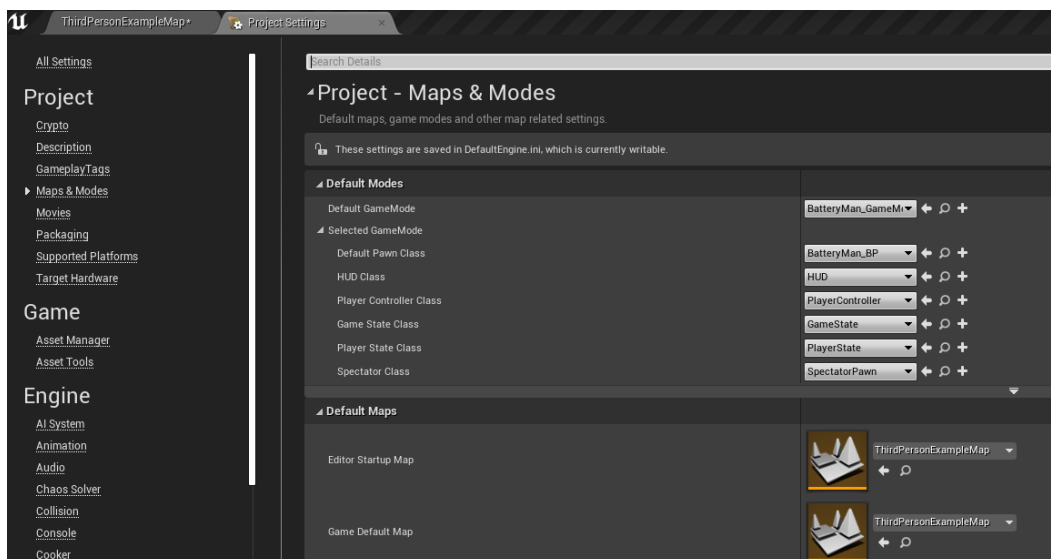 ThirdPersonExampleMap*
Project Settings
All Settings
Project
Crypto
Description
GameplayTags
Maps & Modes
Movies
Packaging
Supported Platforms
Target Hardware
Game
Asset Manager
Asset Tools
Engine
AI System
Animation
Audio
Chaos Solver
Collision
Console
Cooker
Search Details
Project - Maps & Modes
Default maps, game modes and other map related settings.
These settings are saved in DefaultEngine.ini, which is currently writable.
Default Modes
Default GameMode BatteryMan_GameMo
Selected GameMode
Default Pawn Class BatteryMan_BP
HUD Class HUD
Player Controller Class PlayerController
Game State Class GameState
Player State Class PlayerState
Spectator Class SpectatorPawn
Default Maps
Editor Startup Map ThirdPersonExampleMap
Game Default Map ThirdPersonExampleMap